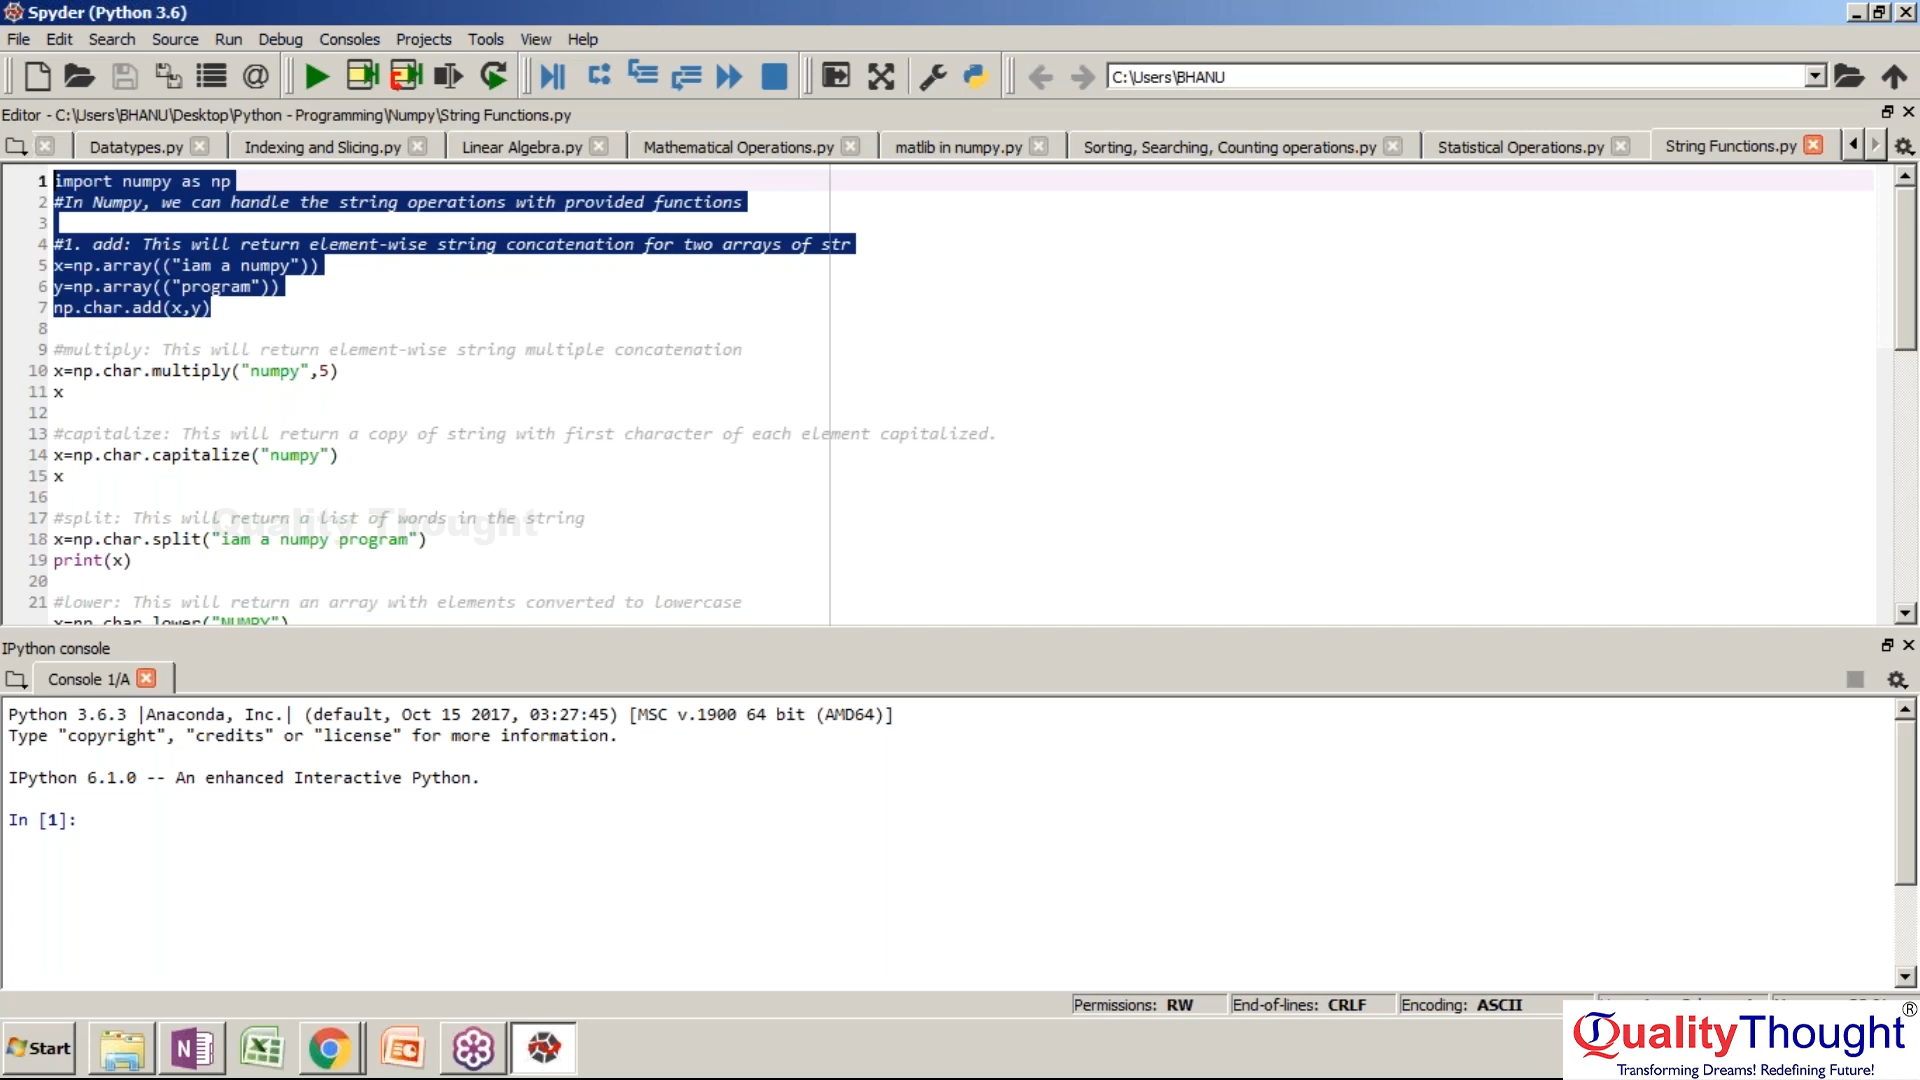 Spyder (Python 3.6)
File Edit Search Source Run Debug Consoles Projects Tools View Help
C:\Users\BHANU
Editor - C:\Users\BHANU\Desktop\Python - Programming\Numpy\String Functions.py
Datatypes.py Indexing and Slicing.py Linear Algebra.py Mathematical Operations.py matlib in numpy.py Sorting, Searching, Counting operations.py Statistical Operations.py String Functions.py
1 import numpy as np
2 #In Numpy, we can handle the string operations with provided functions
3
4 #1. add: This will return element-wise string concatenation for two arrays of str
5 x=np.array(("iam a numpy"))
6 y=np.array(("program"))
7 np.char.add(x,y)
8
9 #multiply: This will return element-wise string multiple concatenation
10 x=np.char.multiply("numpy",5)
11 x
12
13 #capitalize: This will return a copy of string with first character of each element capitalized.
14 x=np.char.capitalize("numpy")
15 x
16
17 #split: This will return a list of words in the string
Quality Thought
18 x=np.char.split("iam a numpy program")
19 print(x)
20
21 #lower: This will return an array with elements converted to lowercase
x=np.char.lower("NUMPY")
IPython console
Console 1/A
Python 3.6.3 |Anaconda, Inc.| (default, Oct 15 2017, 03:27:45) [MSC v.1900 64 bit (AMD64)]
Type "copyright", "credits" or "license" for more information.
IPython 6.1.0 -- An enhanced Interactive Python.
In [1]:
Permissions: RW End-of-lines: CRLF Encoding: ASCII
Start
QualityThought®
Transforming Dreams! Redefining Future!